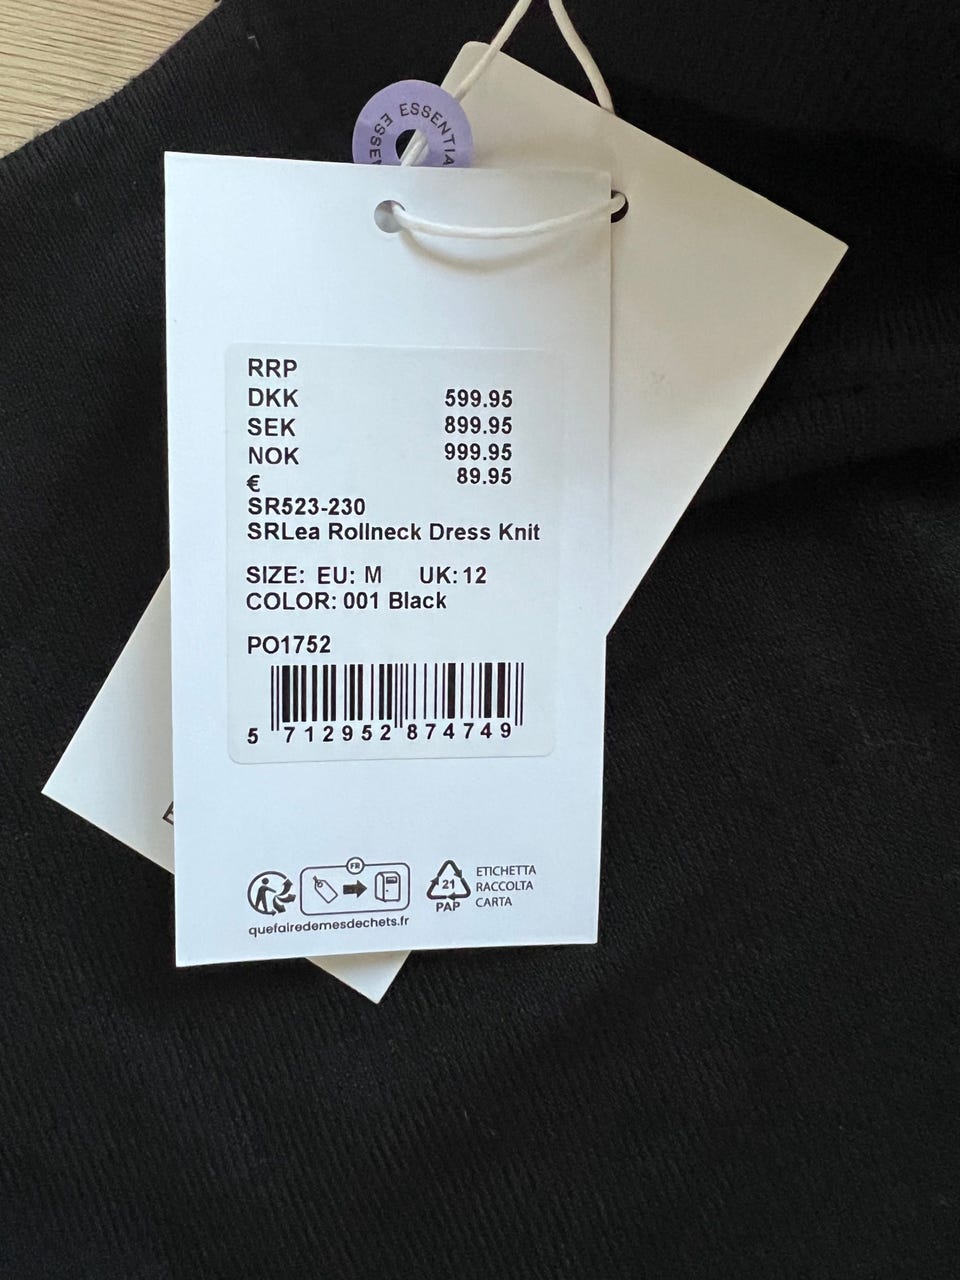 ESSENTIA
ESSE
RRP
DKK 599.95
SEK 899.95
NOK 999.95
€ 89.95
SR523-230
SRLea Rollneck Dress Knit
SIZE: EU: M UK: 12
COLOR: 001 Black
PO1752
5 712952 874749
FR
quefairedemesdechets.fr
21
PAP
ETICHETTA
RACCOLTA
CARTA